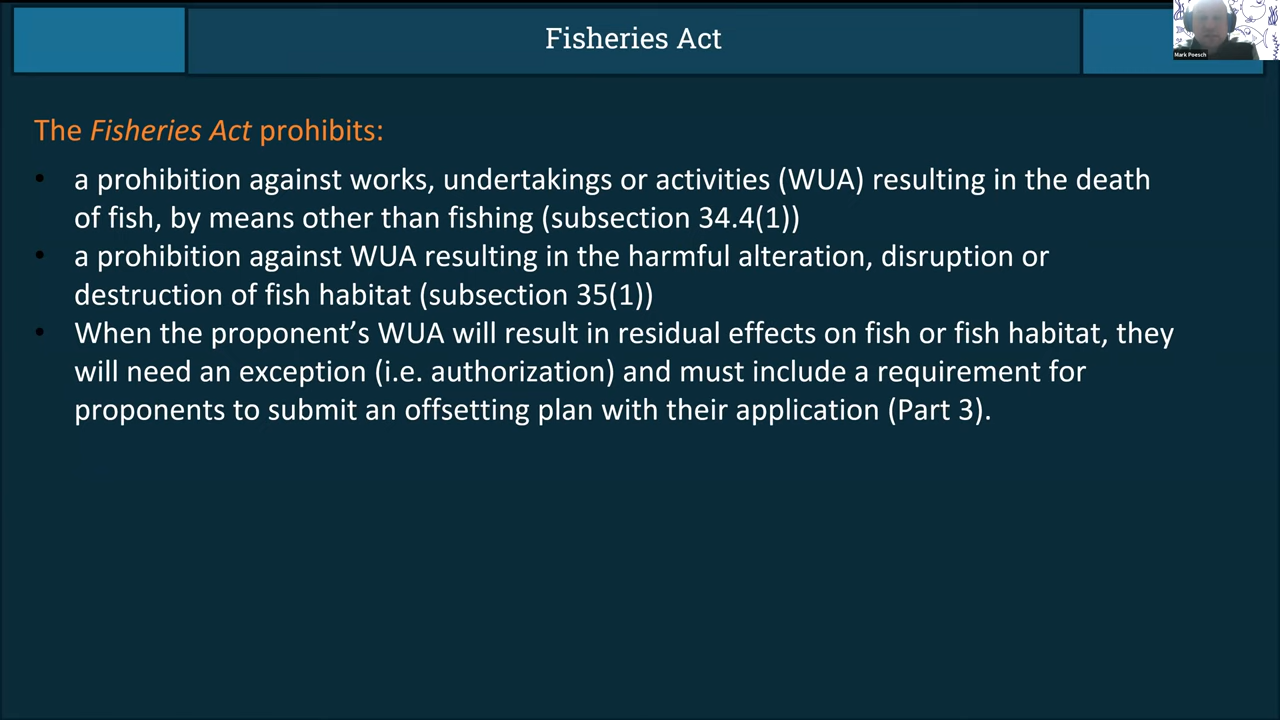 Fisheries Act
Mark Poesch
The Fisheries Act prohibits:
• a prohibition against works, undertakings or activities (WUA) resulting in the death
of fish, by means other than fishing (subsection 34.4(1))
• a prohibition against WUA resulting in the harmful alteration, disruption or
destruction of fish habitat (subsection 35(1))
• When the proponent’s WUA will result in residual effects on fish or fish habitat, they
will need an exception (i.e. authorization) and must include a requirement for
proponents to submit an offsetting plan with their application (Part 3).